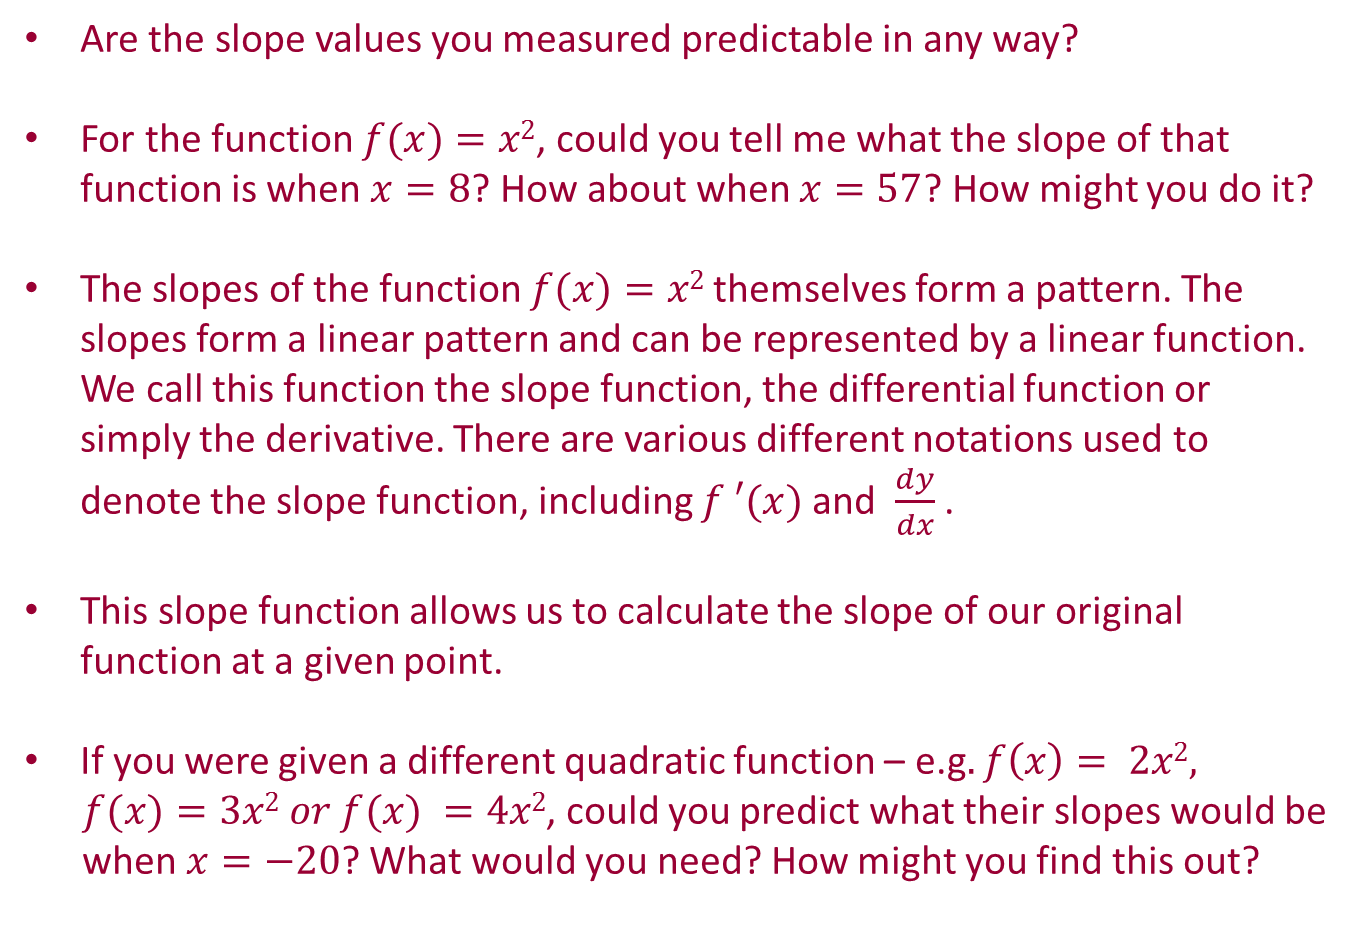 • Are the slope values you measured predictable in any way?
• For the function f(x) = x², could you tell me what the slope of that
function is when x = 8? How about when x = 57? How might you do it?
• The slopes of the function f(x) = x² themselves form a pattern. The
slopes form a linear pattern and can be represented by a linear function.
We call this function the slope function, the differential function or
simply the derivative. There are various different notations used to
denote the slope function, including f ′(x) and dy/dx.
• This slope function allows us to calculate the slope of our original
function at a given point.
• If you were given a different quadratic function – e.g. f(x) = 2x²,
f(x) = 3x² or f(x) = 4x², could you predict what their slopes would be
when x = −20? What would you need? How might you find this out?